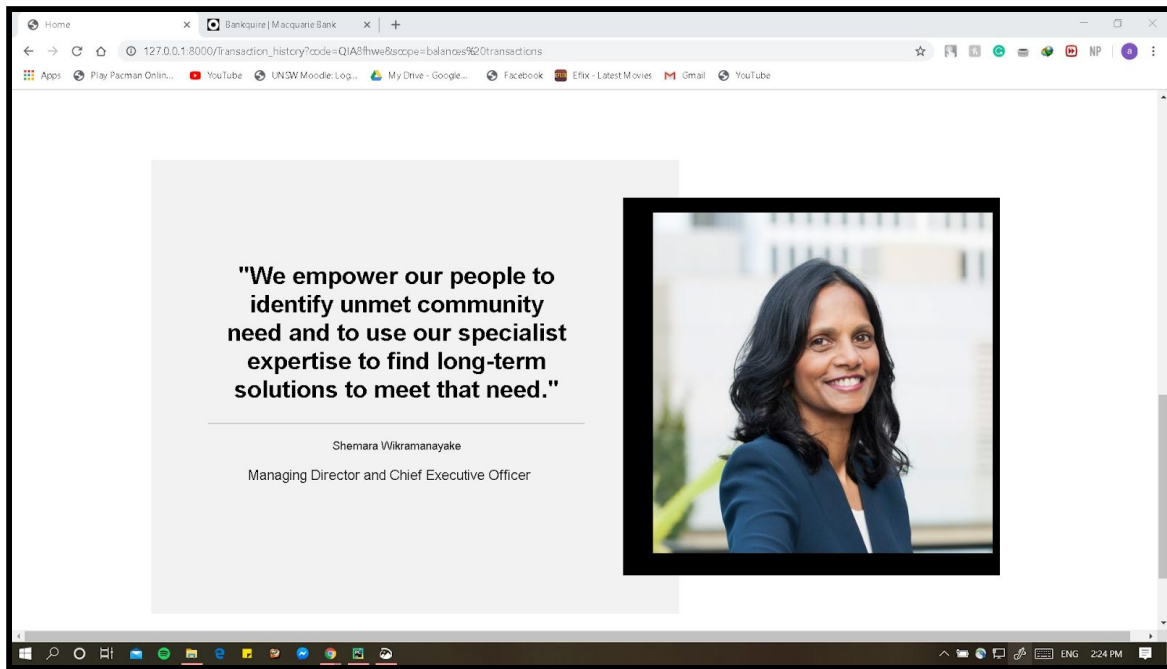 Home
Bankquire | Macquarie Bank
127.0.0.1:8000/Transaction_history?code=QIA8fhwe&scope=balances%20transactions
NP
a
Apps Play Pacman Onlin... YouTube UNSW Moodle: Log... My Drive - Google... Facebook Eflix - Latest Movies Gmail YouTube
"We empower our people to
identify unmet community
need and to use our specialist
expertise to find long-term
solutions to meet that need."
Shemara Wikramanayake
Managing Director and Chief Executive Officer
ENG 2:24 PM